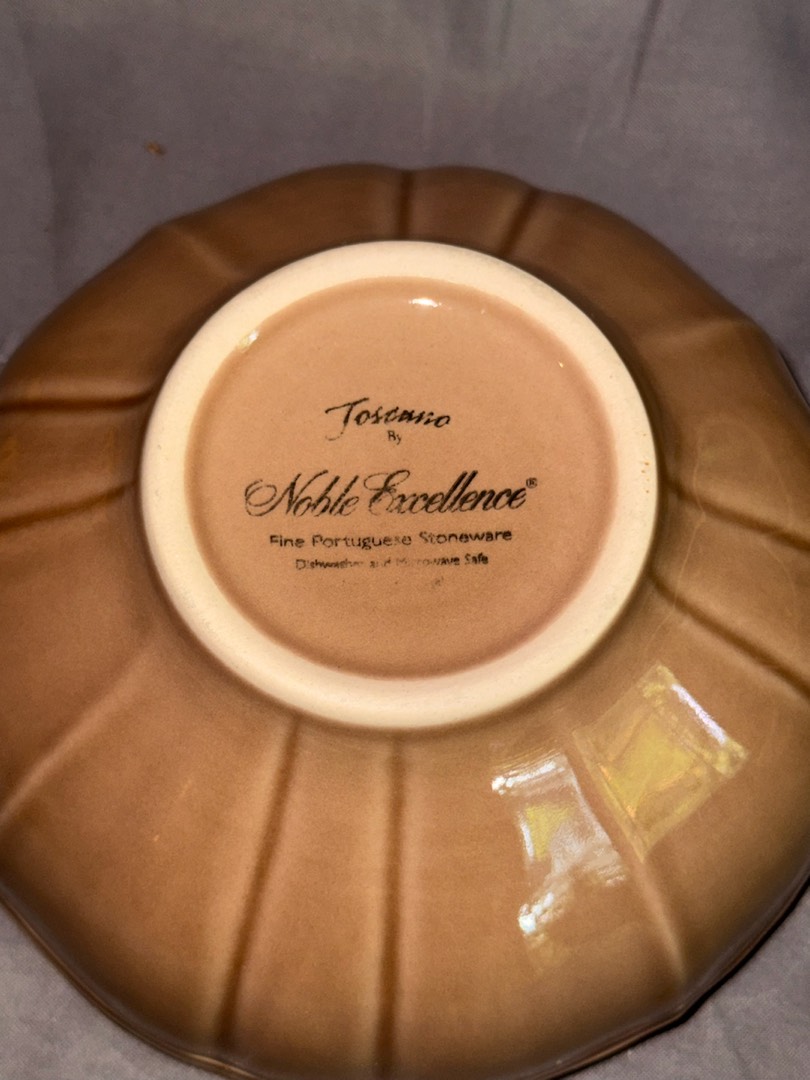 Toscano
By
Noble Excellence®
Fine Portuguese Stoneware
Dishwasher and Microwave Safe